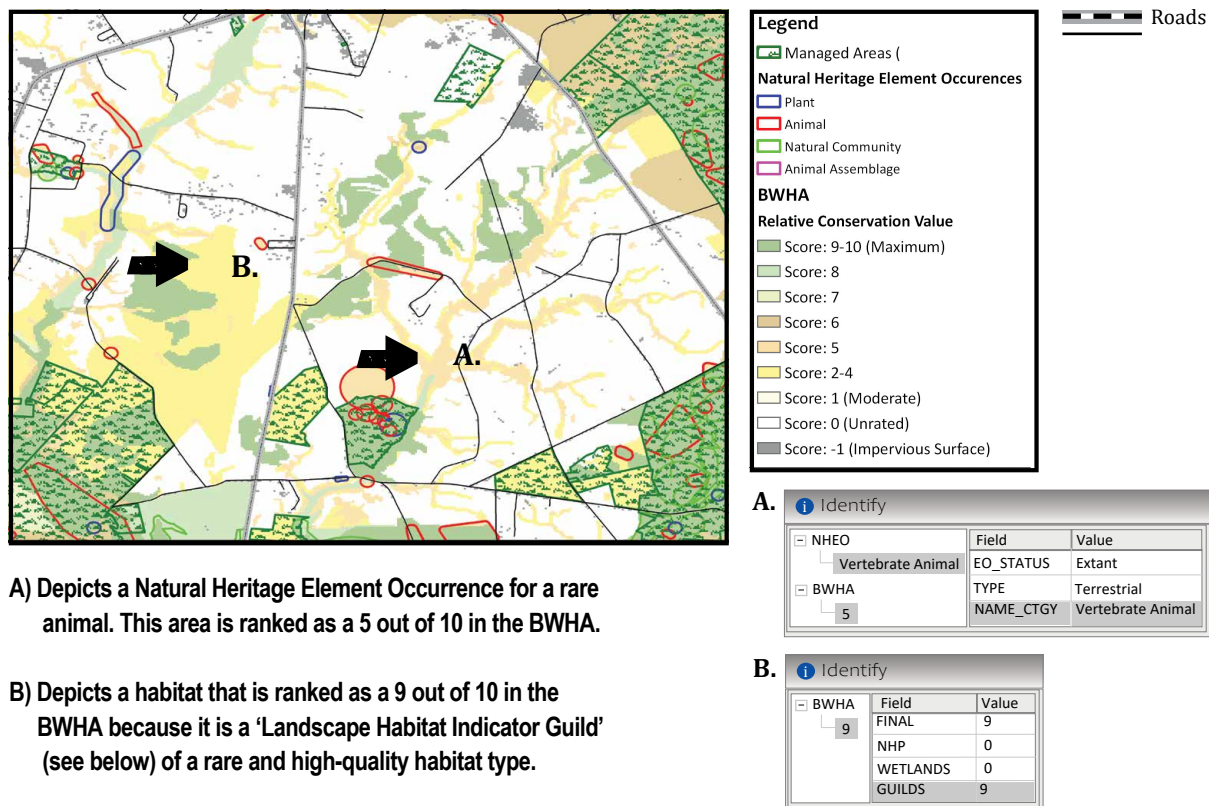 B.
A.
Legend
Managed Areas (
Natural Heritage Element Occurences
Plant
Animal
Natural Community
Animal Assemblage
BWHA
Relative Conservation Value
Score: 9-10 (Maximum)
Score: 8
Score: 7
Score: 6
Score: 5
Score: 2-4
Score: 1 (Moderate)
Score: 0 (Unrated)
Score: -1 (Impervious Surface)
Roads
A) Depicts a Natural Heritage Element Occurrence for a rare
animal. This area is ranked as a 5 out of 10 in the BWHA.
B) Depicts a habitat that is ranked as a 9 out of 10 in the
BWHA because it is a ‘Landscape Habitat Indicator Guild’
(see below) of a rare and high-quality habitat type.
A.
Identify
NHEO
Vertebrate Animal
BWHA
5
Field Value
EO_STATUS Extant
TYPE Terrestrial
NAME_CTGY Vertebrate Animal
B.
Identify
BWHA
9
Field Value
FINAL 9
NHP 0
WETLANDS 0
GUILDS 9